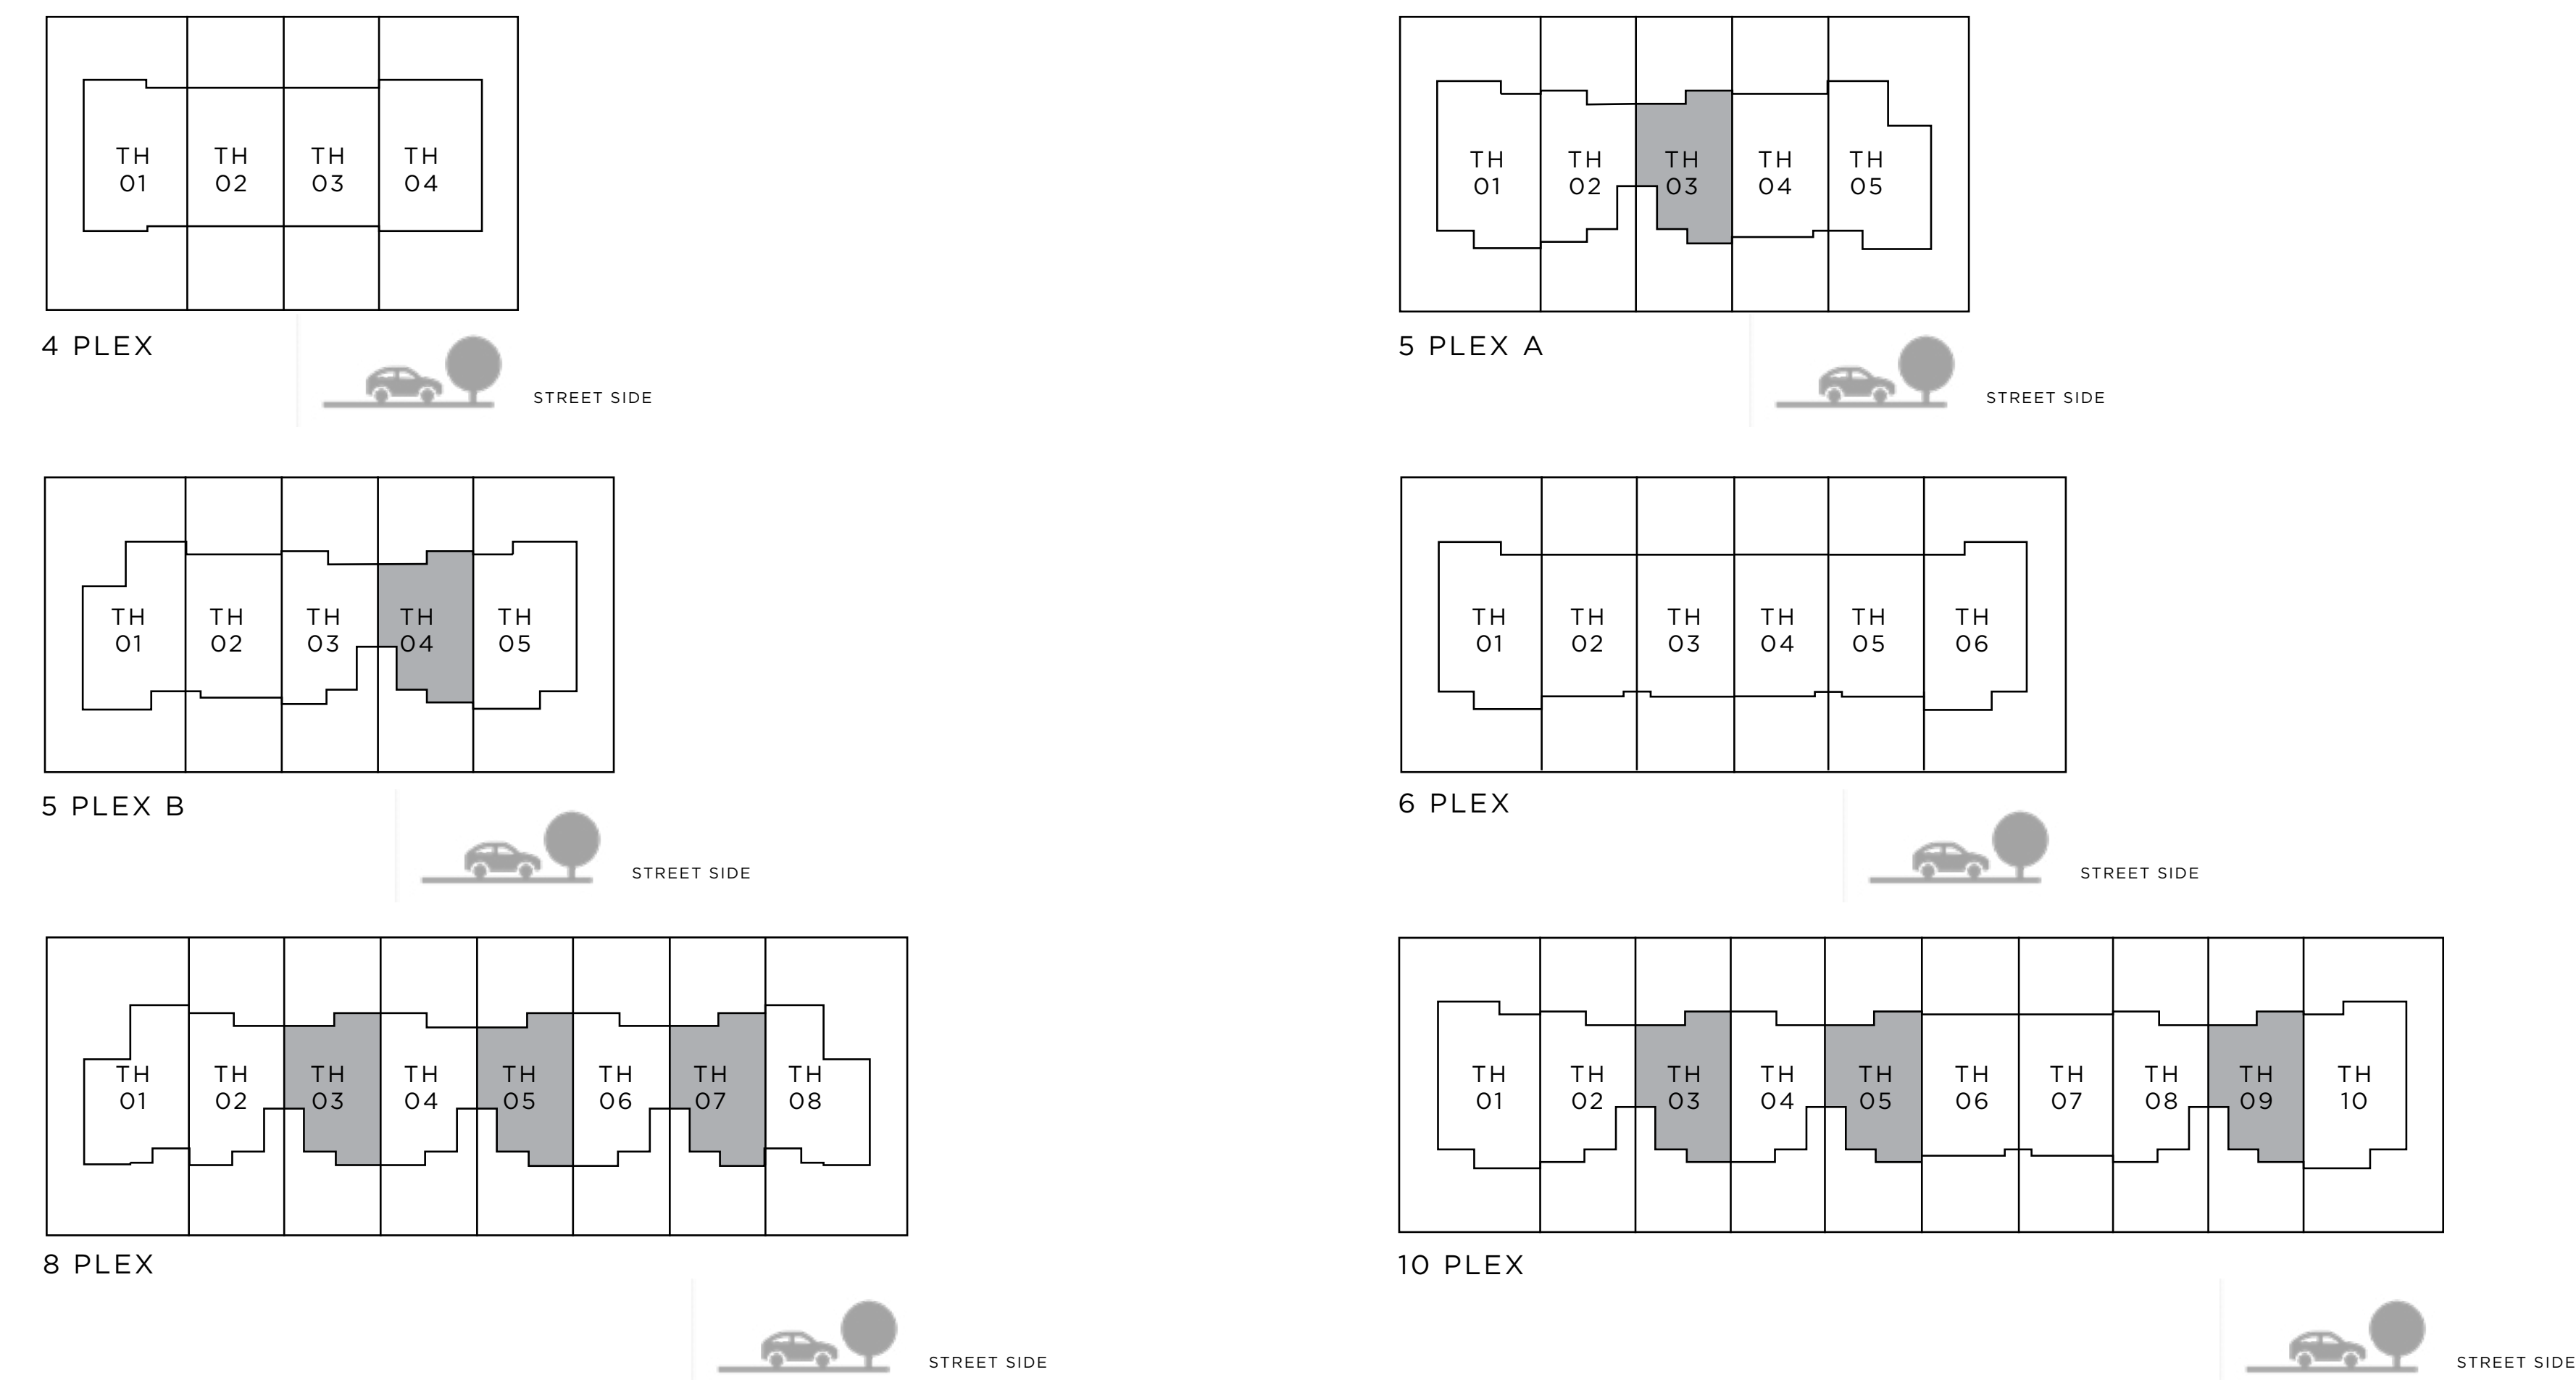 TH TH TH TH
01 02 03 04
4 PLEX
STREET SIDE
TH TH TH TH TH
01 02 03 04 05
5 PLEX A
STREET SIDE
TH TH TH TH TH
01 02 03 04 05
5 PLEX B
STREET SIDE
TH TH TH TH TH TH
01 02 03 04 05 06
6 PLEX
STREET SIDE
TH TH TH TH TH TH TH TH
01 02 03 04 05 06 07 08
8 PLEX
STREET SIDE
TH TH TH TH TH TH TH TH TH TH
01 02 03 04 05 06 07 08 09 10
10 PLEX
STREET SIDE